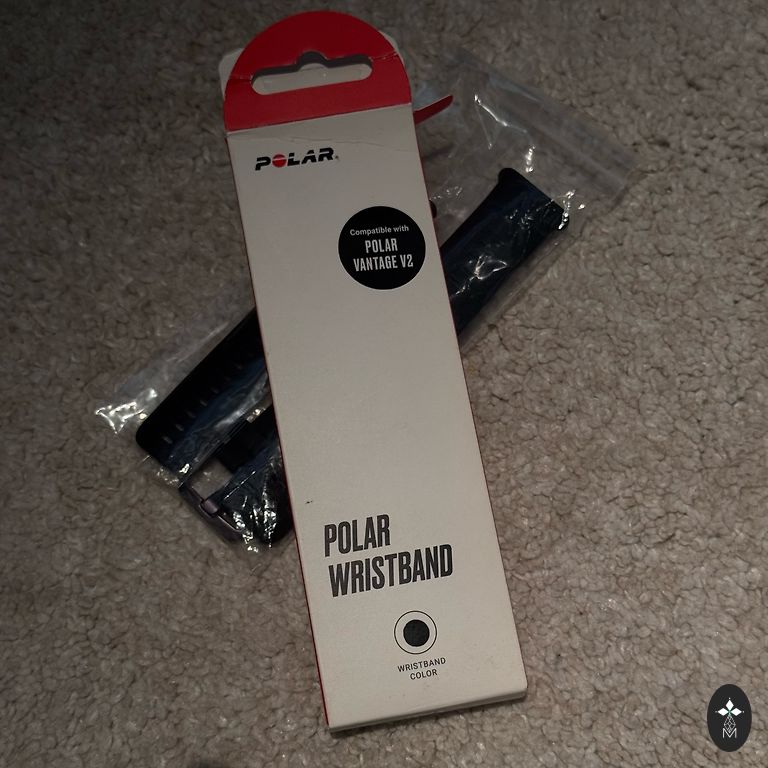 POLAR
Compatible with
POLAR
VANTAGE V2
POLAR
WRISTBAND
WRISTBAND
COLOR
M